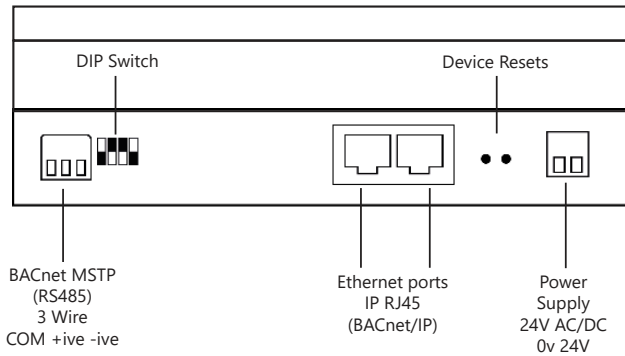 DIP Switch
Device Resets
BACnet MSTP
(RS485)
3 Wire
COM +ive -ive
Ethernet ports
IP RJ45
(BACnet/IP)
Power
Supply
24V AC/DC
0v 24V